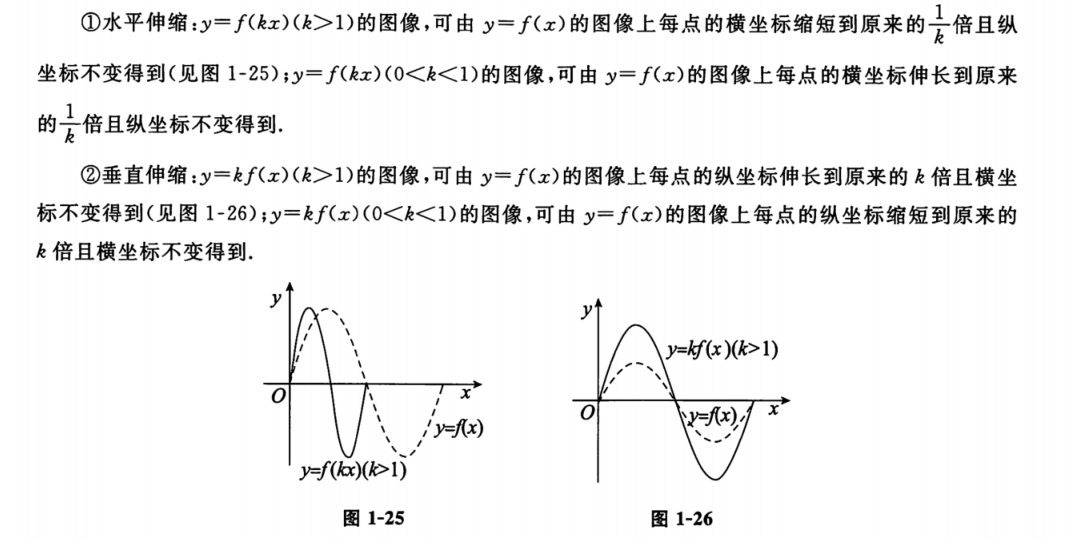 ①水平伸缩:y=f(kx)(k>1)的图像,可由 y=f(x)的图像上每点的横坐标缩短到原来的1/k倍且纵
坐标不变得到(见图 1-25);y=f(kx)(0<k<1)的图像,可由 y=f(x)的图像上每点的横坐标伸长到原来
的1/k倍且纵坐标不变得到.
②垂直伸缩:y=kf(x)(k>1)的图像,可由 y=f(x)的图像上每点的纵坐标伸长到原来的 k 倍且横坐
标不变得到(见图 1-26);y=kf(x)(0<k<1)的图像,可由 y=f(x)的图像上每点的纵坐标缩短到原来的
k 倍且横坐标不变得到.
y
O
x
y=f(x)
y=f(kx)(k>1)
图 1-25
y
y=kf(x)(k>1)
O
y=f(x)
x
图 1-26